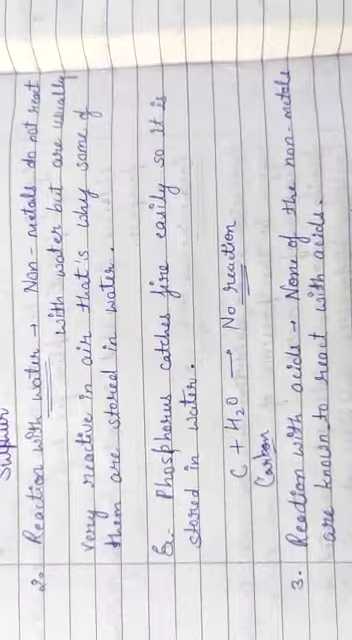 Sulphur
2. Reaction with water → Non-metals do not react
with water but are usually
very reactive in air that is why some of
them are stored in water.
Phosphorus catches fire easily so it is
stored in water.
C + H₂O → No reaction
Carbon
3. Reaction with acids → None of the non-metals
are known to react with acids.